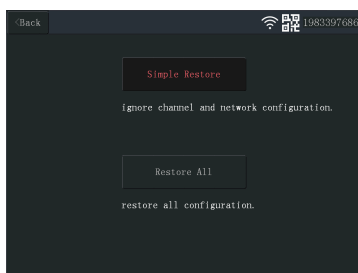 <Back
1983397686
Simple Restore
ignore channel and network configuration.
Restore All
restore all configuration.